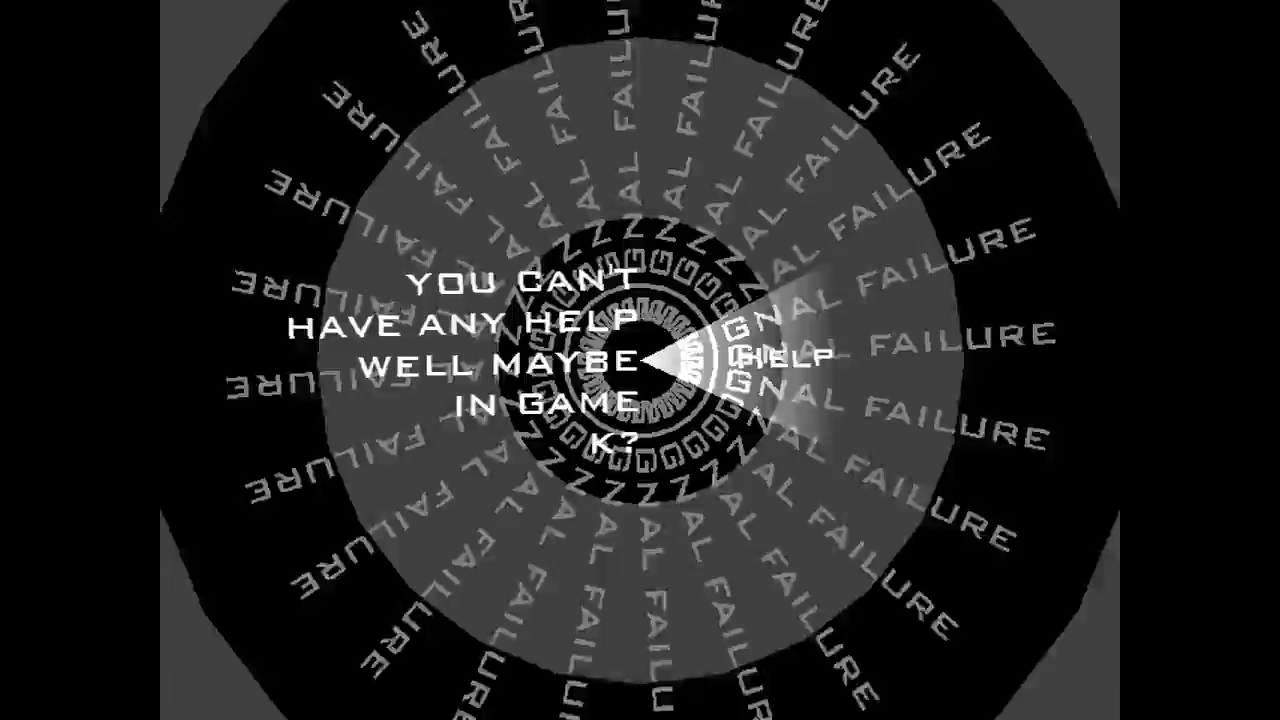 YOU CAN'T
HAVE ANY HELP
WELL MAYBE
IN GAME
K?
HELP
SIGNAL FAILURE